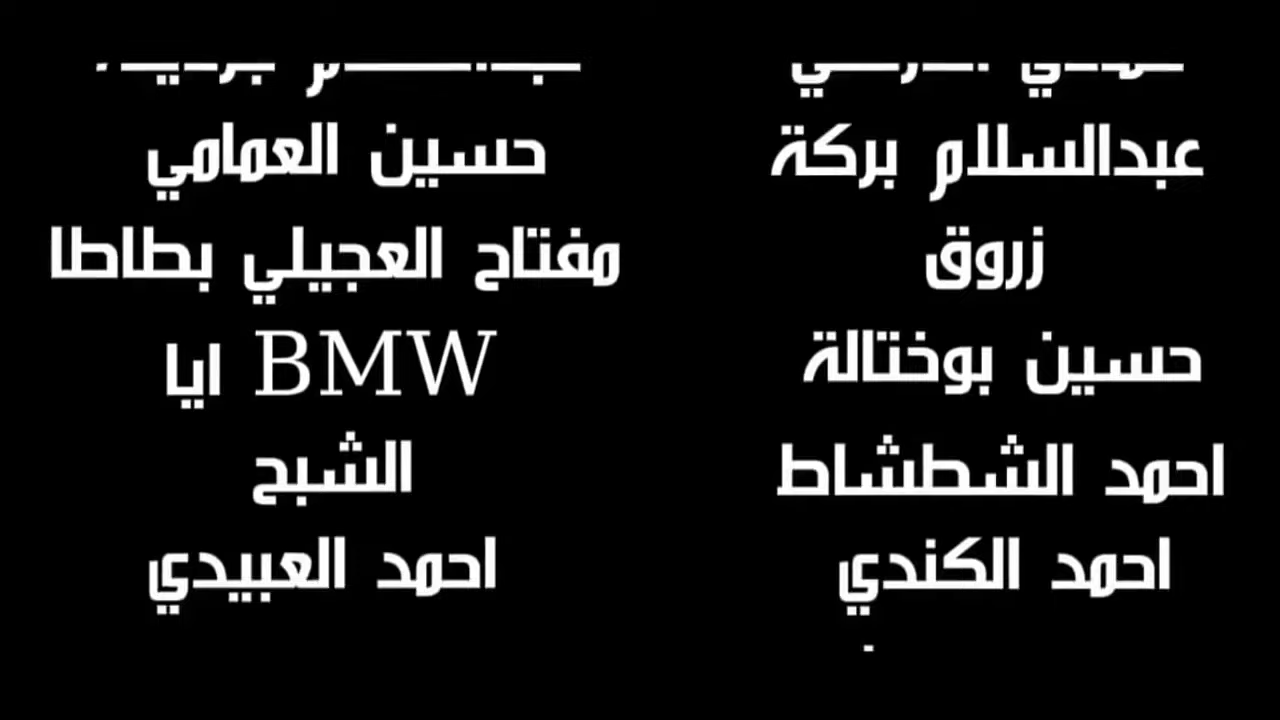 عبدالسلام بركة
زروق
حسين بوختالة
احمد الشطشاط
احمد الكندي
حسين العمامي
مفتاح العجيلي بطاطا
ايا BMW
الشبح
احمد العبيدي